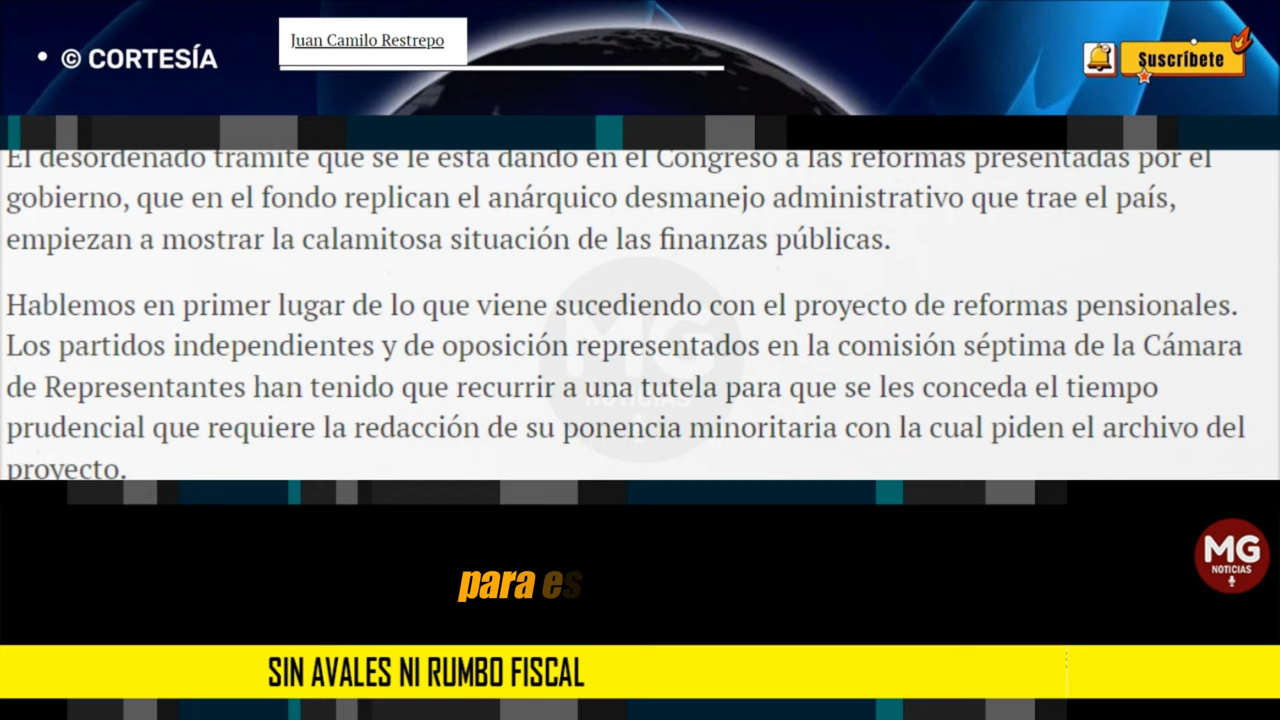 • © CORTESÍA
Juan Camilo Restrepo
Suscríbete
El desordenado trámite que se le está dando en el Congreso a las reformas presentadas por el
gobierno, que en el fondo replican el anárquico desmanejo administrativo que trae el país,
empiezan a mostrar la calamitosa situación de las finanzas públicas.
Hablemos en primer lugar de lo que viene sucediendo con el proyecto de reformas pensionales.
Los partidos independientes y de oposición representados en la comisión séptima de la Cámara
de Representantes han tenido que recurrir a una tutela para que se les conceda el tiempo
prudencial que requiere la redacción de su ponencia minoritaria con la cual piden el archivo del
proyecto.
MG
NOTICIAS
para es
MG
NOTICIAS
SIN AVALES NI RUMBO FISCAL